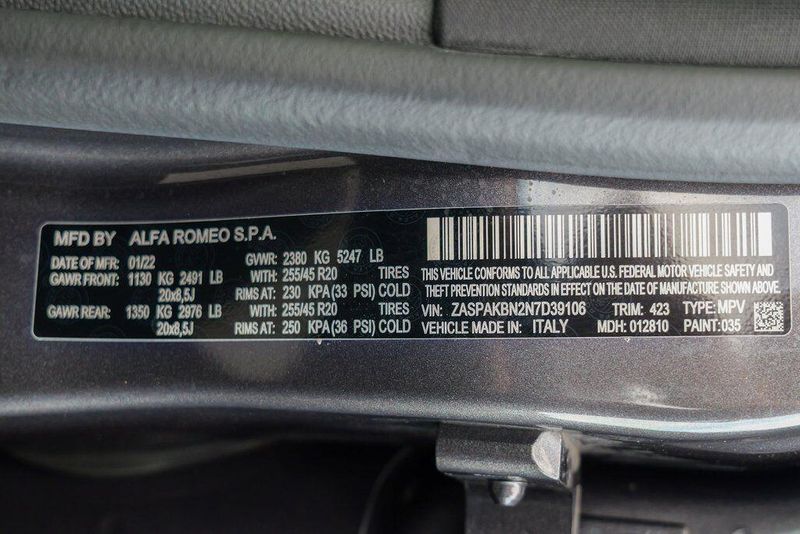 MFD BY ALFA ROMEO S.P.A.
DATE OF MFR: 01/22 GVWR: 2380 KG 5247 LB
GAWR FRONT: 1130 KG 2491 LB WITH: 255/45 R20 TIRES
20x8,5J RIMS AT: 230 KPA (33 PSI) COLD
GAWR REAR: 1350 KG 2976 LB WITH: 255/45 R20 TIRES
20x8,5J RIMS AT: 250 KPA (36 PSI) COLD
THIS VEHICLE CONFORMS TO ALL APPLICABLE U.S. FEDERAL MOTOR VEHICLE SAFETY AND
THEFT PREVENTION STANDARDS IN EFFECT ON THE DATE OF MANUFACTURE SHOWN ABOVE.
VIN: ZASPAKBN2N7D39106 TRIM: 423 TYPE: MPV
VEHICLE MADE IN: ITALY MDH: 012810 PAINT: 035